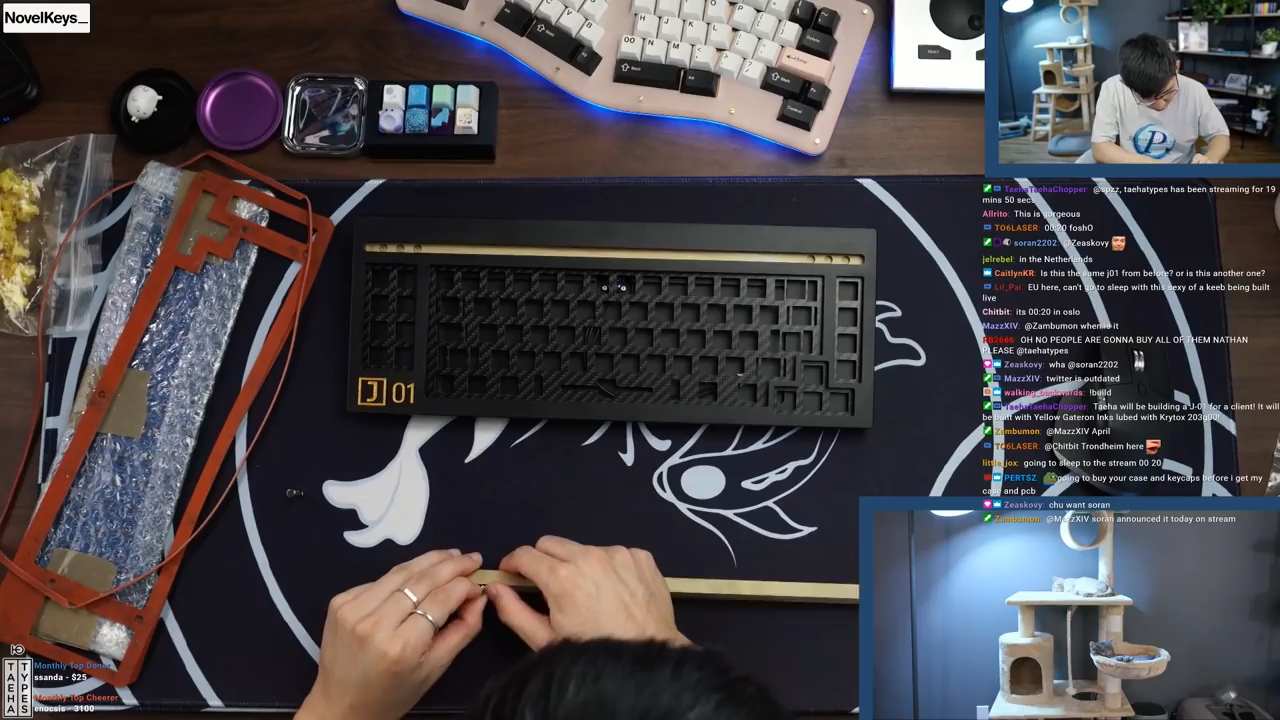 NovelKeys_
J 01
TaehaTaehaChopper: @spzz, taehatypes has been streaming for 19
mins 50 secs
Allrito: This is gorgeous
TO6LASER: 00:20 foshO
soran2202: @Zeaskovy
jelrebel: in the Netherlands
CaitlynKR: Is this the same j01 from before? or is this another one?
Lil_Pai: EU here, can't go to sleep with this sexy of a keeb being built
live
Chitbit: its 00:20 in oslo
MazzXIV: @Zambumon when is it
OH NO PEOPLE ARE GONNA BUY ALL OF THEM NATHAN
PLEASE @taehatypes
Zeaskovy: wha @soran2202
MazzXIV: twitter is outdated
walking_backwards: !build
TaehaTaehaChopper: Taeha will be building a J-01 for a client! It will
be built with Yellow Gateron Inks lubed with Krytox 203g0!
Zambumon: @MazzXIV April
TO6LASER: @Chitbit Trondheim here
little_jox: going to sleep to the stream 00 20
PERTSZ: going to buy your case and keycaps before i get my
case and pcb
Zeaskovy: chu want soran
Zambumon: @MazzXIV soran announced it today on stream
TAEHA
TYPES
Monthly Top Donor
ssanda - $25
Monthly Top Cheerer
enocsis - 3100